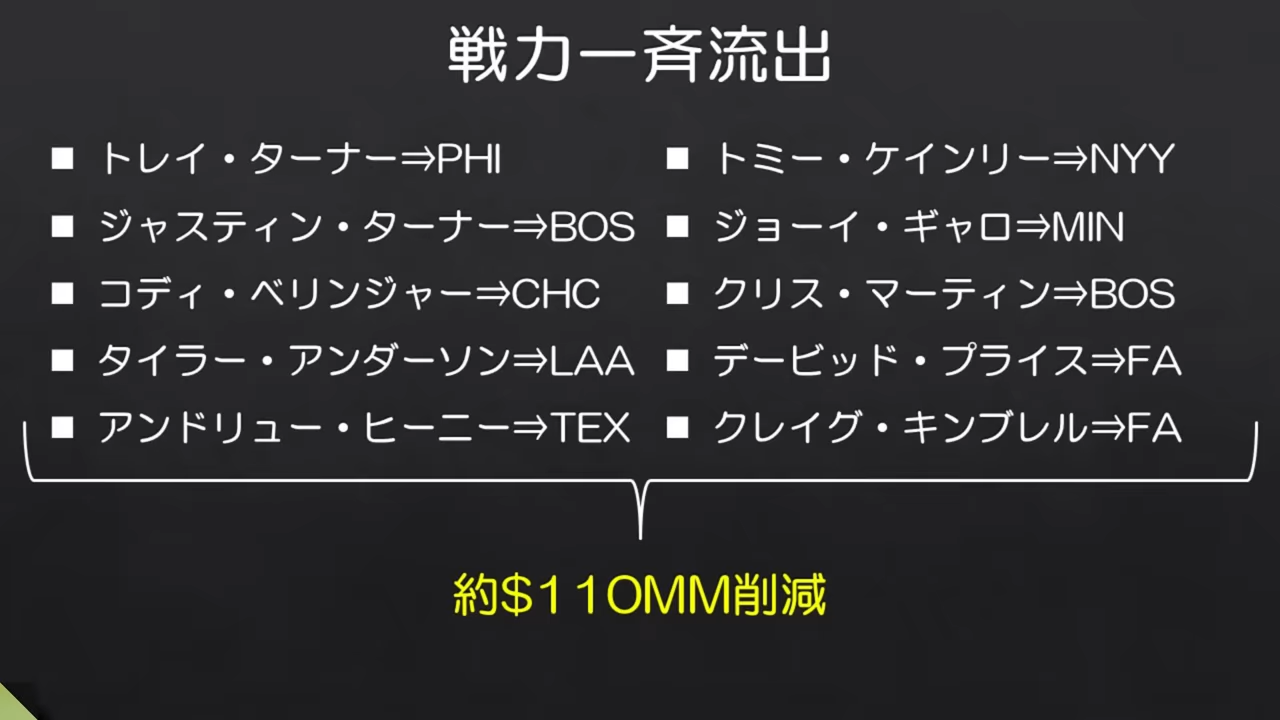 戦力一斉流出
■ トレイ・ターナー⇒PHI
■ ジャスティン・ターナー⇒BOS
■ コディ・ベリンジャー⇒CHC
■ タイラー・アンダーソン⇒LAA
■ アンドリュー・ヒーニー⇒TEX
■ トミー・ケインリー⇒NYY
■ ジョーイ・ギャロ⇒MIN
■ クリス・マーティン⇒BOS
■ デービッド・プライス⇒FA
■ クレイグ・キンブレル⇒FA
約$110MM削減